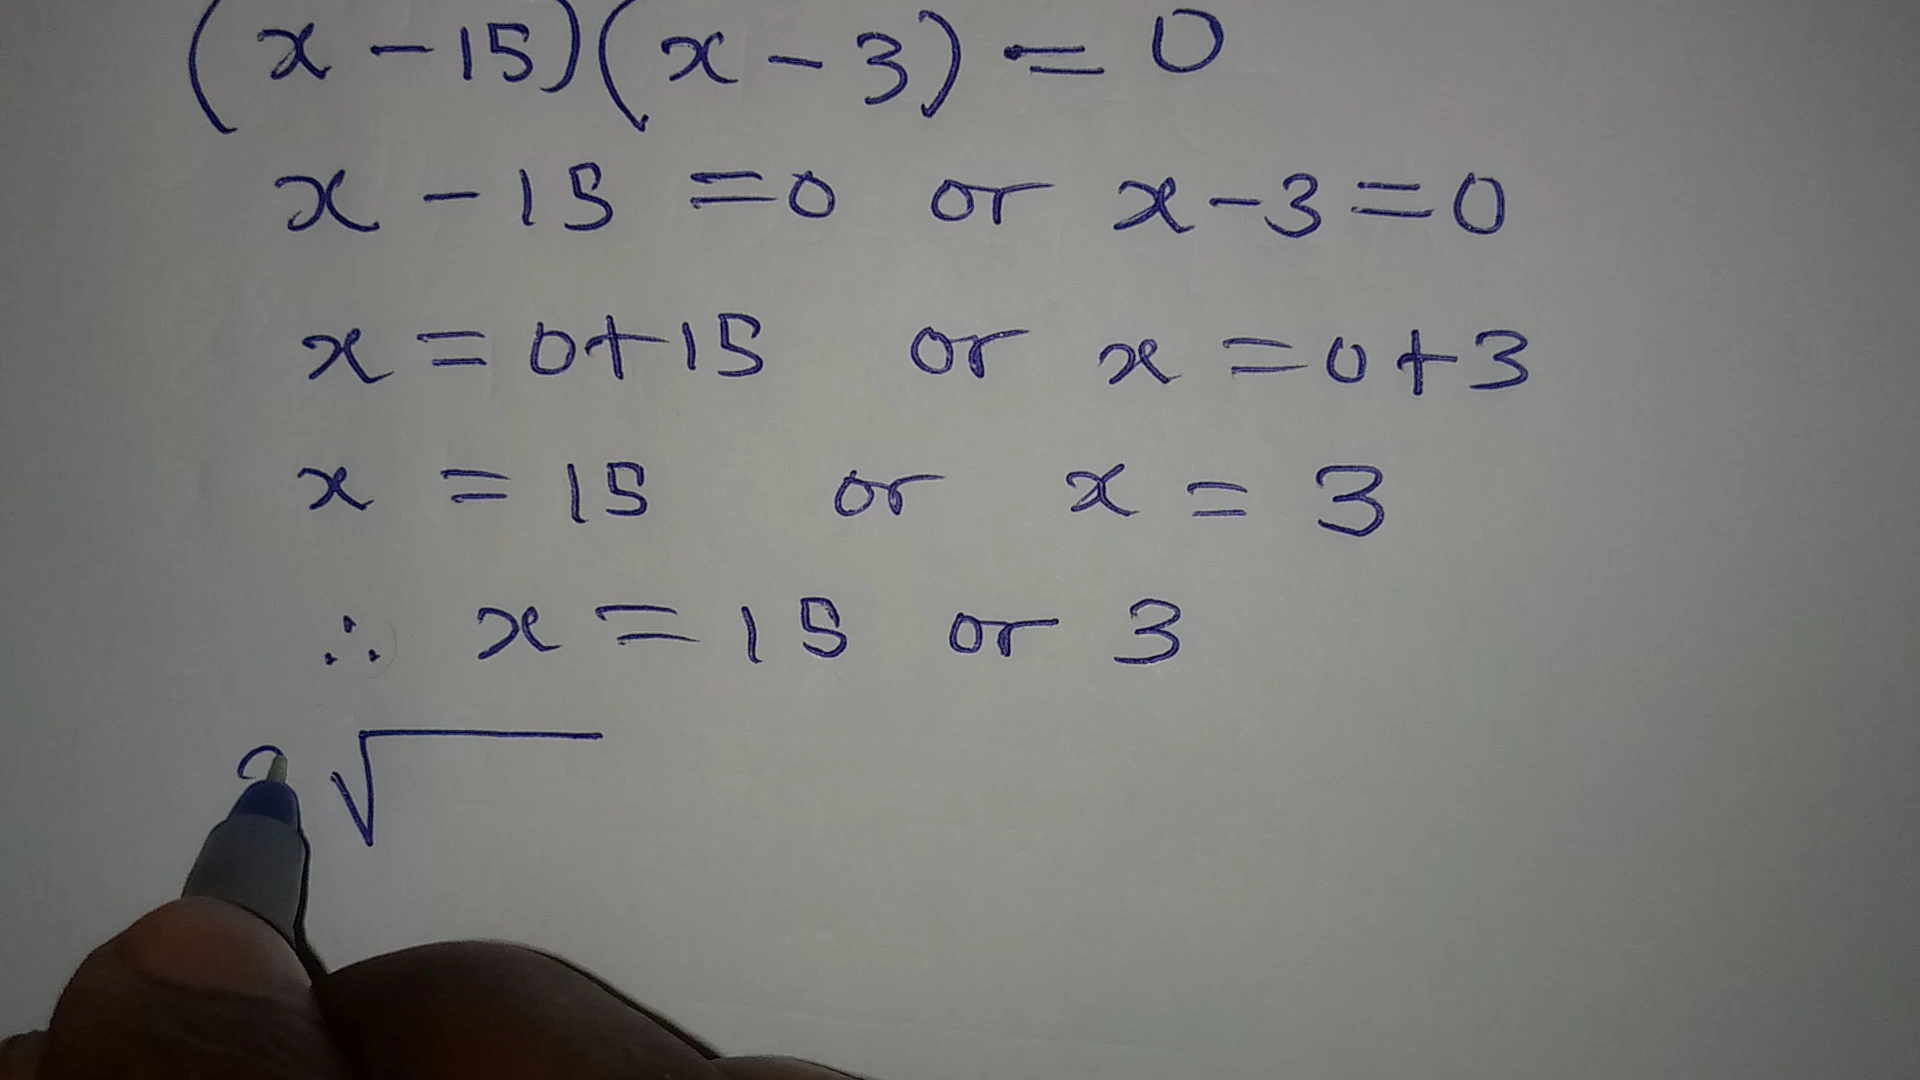 (x - 15)(x - 3) = 0
x - 15 = 0 or x - 3 = 0
x = 0 + 15 or x = 0 + 3
x = 15 or x = 3
∴ x = 15 or 3
√